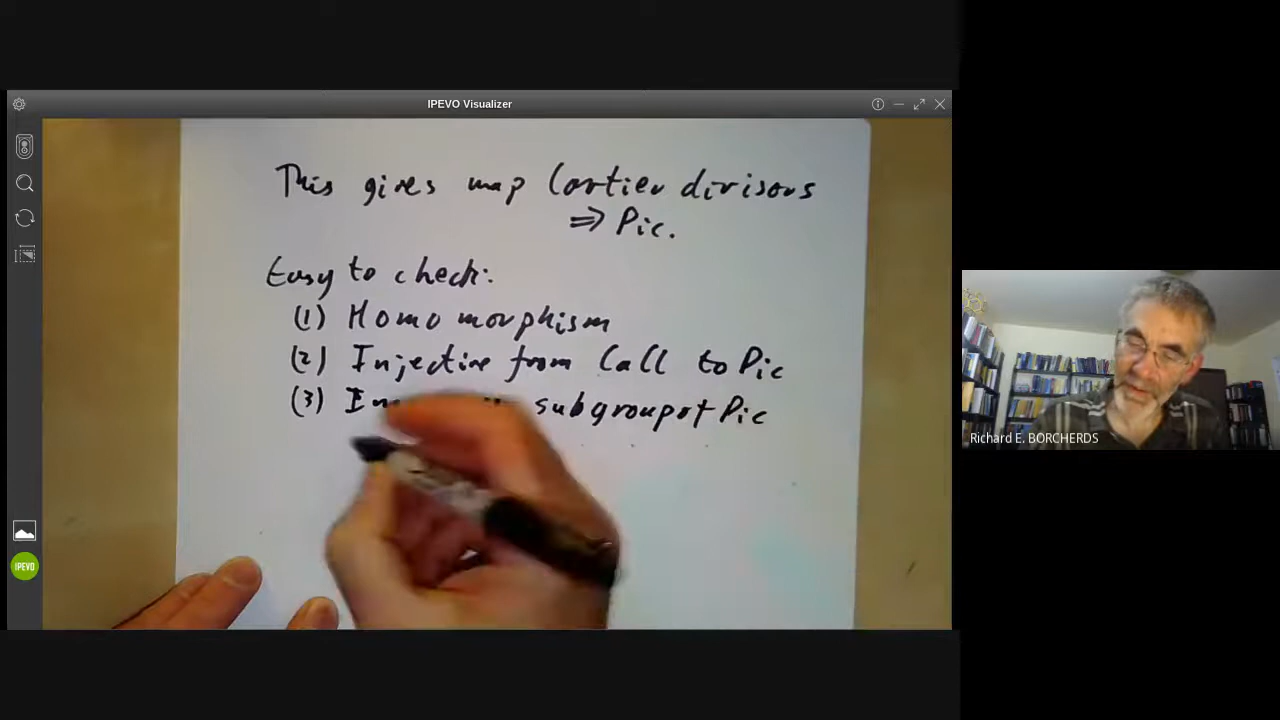 IPEVO Visualizer
This gives map Cartier divisors
⇒ Pic.
Easy to check:
(1) Homomorphism
(2) Injective from CaCl to Pic
(3) subgroup of Pic
Richard E. BORCHERDS
IPEVO